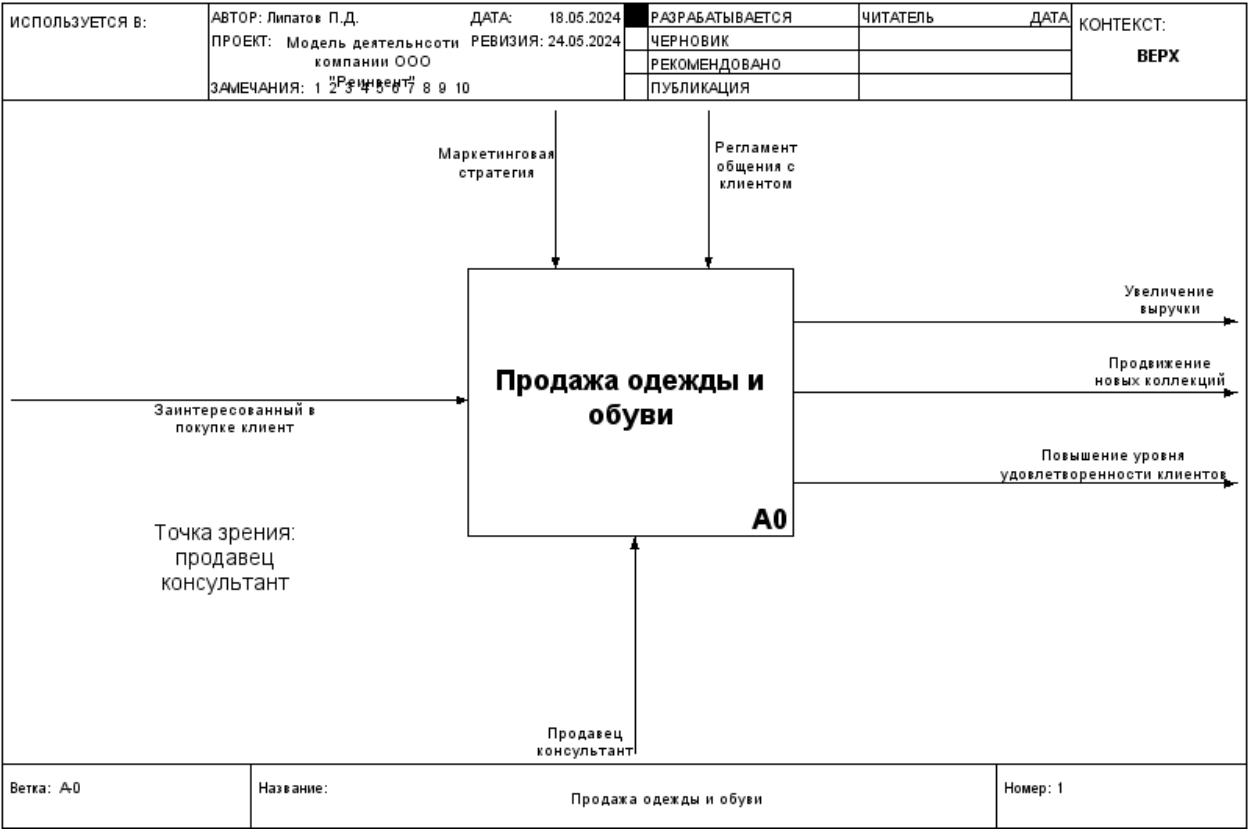 ИСПОЛЬЗУЕТСЯ В:
АВТОР: Липатов П.Д.
ДАТА: 18.05.2024
ПРОЕКТ: Модель деятельнсоти
компании ООО
"Реинвент"
РЕВИЗИЯ: 24.05.2024
ЗАМЕЧАНИЯ: 1 2 3 4 5 6 7 8 9 10
РАЗРАБАТЫВАЕТСЯ
ЧЕРНОВИК
РЕКОМЕНДОВАНО
ПУБЛИКАЦИЯ
ЧИТАТЕЛЬ
ДАТА
КОНТЕКСТ:
ВЕРХ
Маркетинговая
стратегия
Регламент
общения с
клиентом
Увеличение
выручки
Продвижение
новых коллекций
Продажа одежды и
обуви
Заинтересованный в
покупке клиент
Повышение уровня
удовлетворенности клиентов
A0
Точка зрения:
продавец
консультант
Продавец
консультант
Ветка: A-0
Название:
Продажа одежды и обуви
Номер: 1